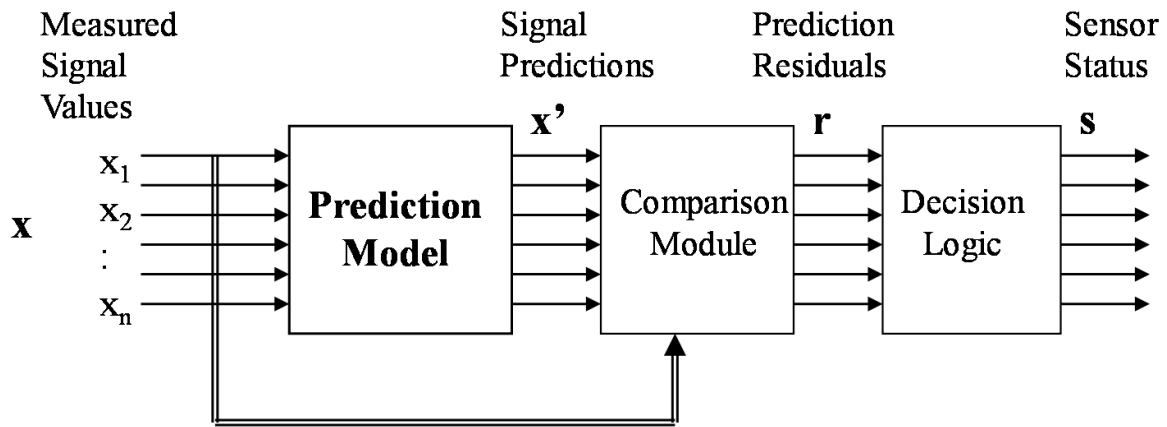 Measured
Signal
Values
Signal
Predictions
Prediction
Residuals
Sensor
Status
x
x1
x2
:
xn
Prediction
Model
x’
Comparison
Module
r
Decision
Logic
s